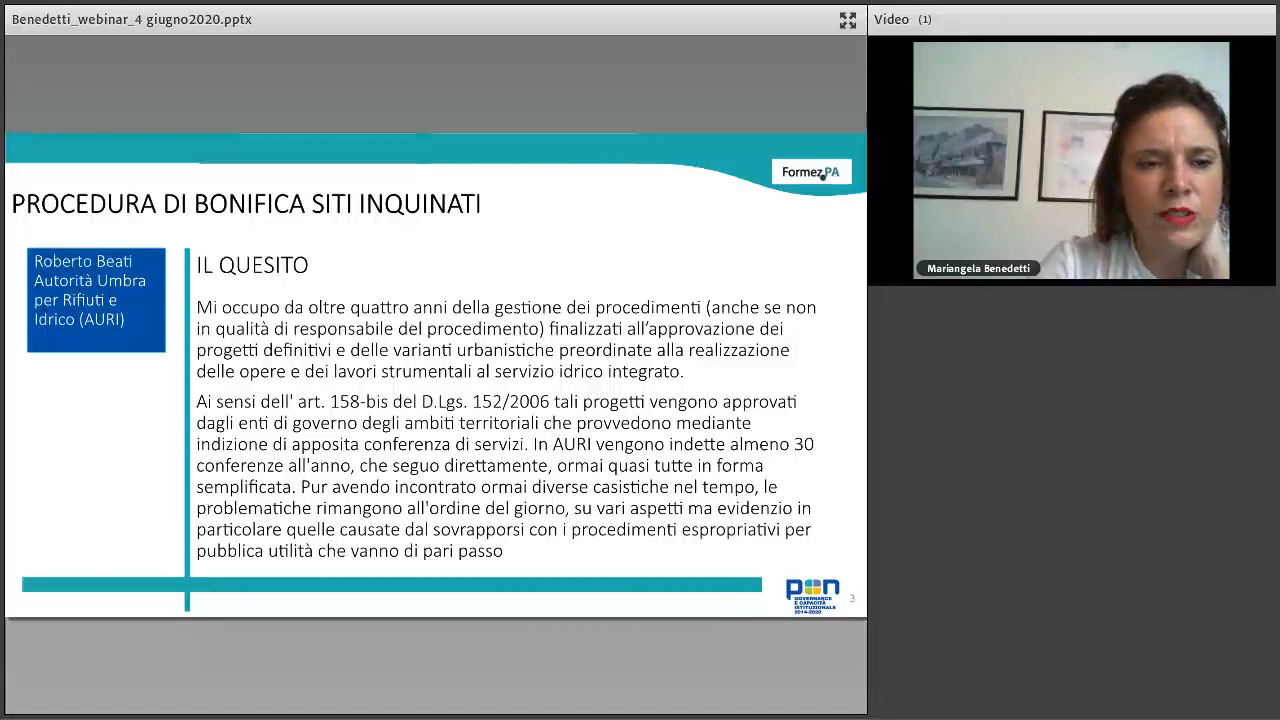 Benedetti_webinar_4 giugno2020.pptx
Video (1)
FormezPA
PROCEDURA DI BONIFICA SITI INQUINATI
Roberto Beati
Autorità Umbra
per Rifiuti e
Idrico (AURI)
IL QUESITO
Mi occupo da oltre quattro anni della gestione dei procedimenti (anche se non
in qualità di responsabile del procedimento) finalizzati all’approvazione dei
progetti definitivi e delle varianti urbanistiche preordinate alla realizzazione
delle opere e dei lavori strumentali al servizio idrico integrato.
Ai sensi dell' art. 158-bis del D.Lgs. 152/2006 tali progetti vengono approvati
dagli enti di governo degli ambiti territoriali che provvedono mediante
indizione di apposita conferenza di servizi. In AURI vengono indette almeno 30
conferenze all'anno, che seguo direttamente, ormai quasi tutte in forma
semplificata. Pur avendo incontrato ormai diverse casistiche nel tempo, le
problematiche rimangono all'ordine del giorno, su vari aspetti ma evidenzio in
particolare quelle causate dal sovrapporsi con i procedimenti espropriativi per
pubblica utilità che vanno di pari passo
pon
GOVERNANCE
E CAPACITÀ
ISTITUZIONALE
2014-2020
3
Mariangela Benedetti